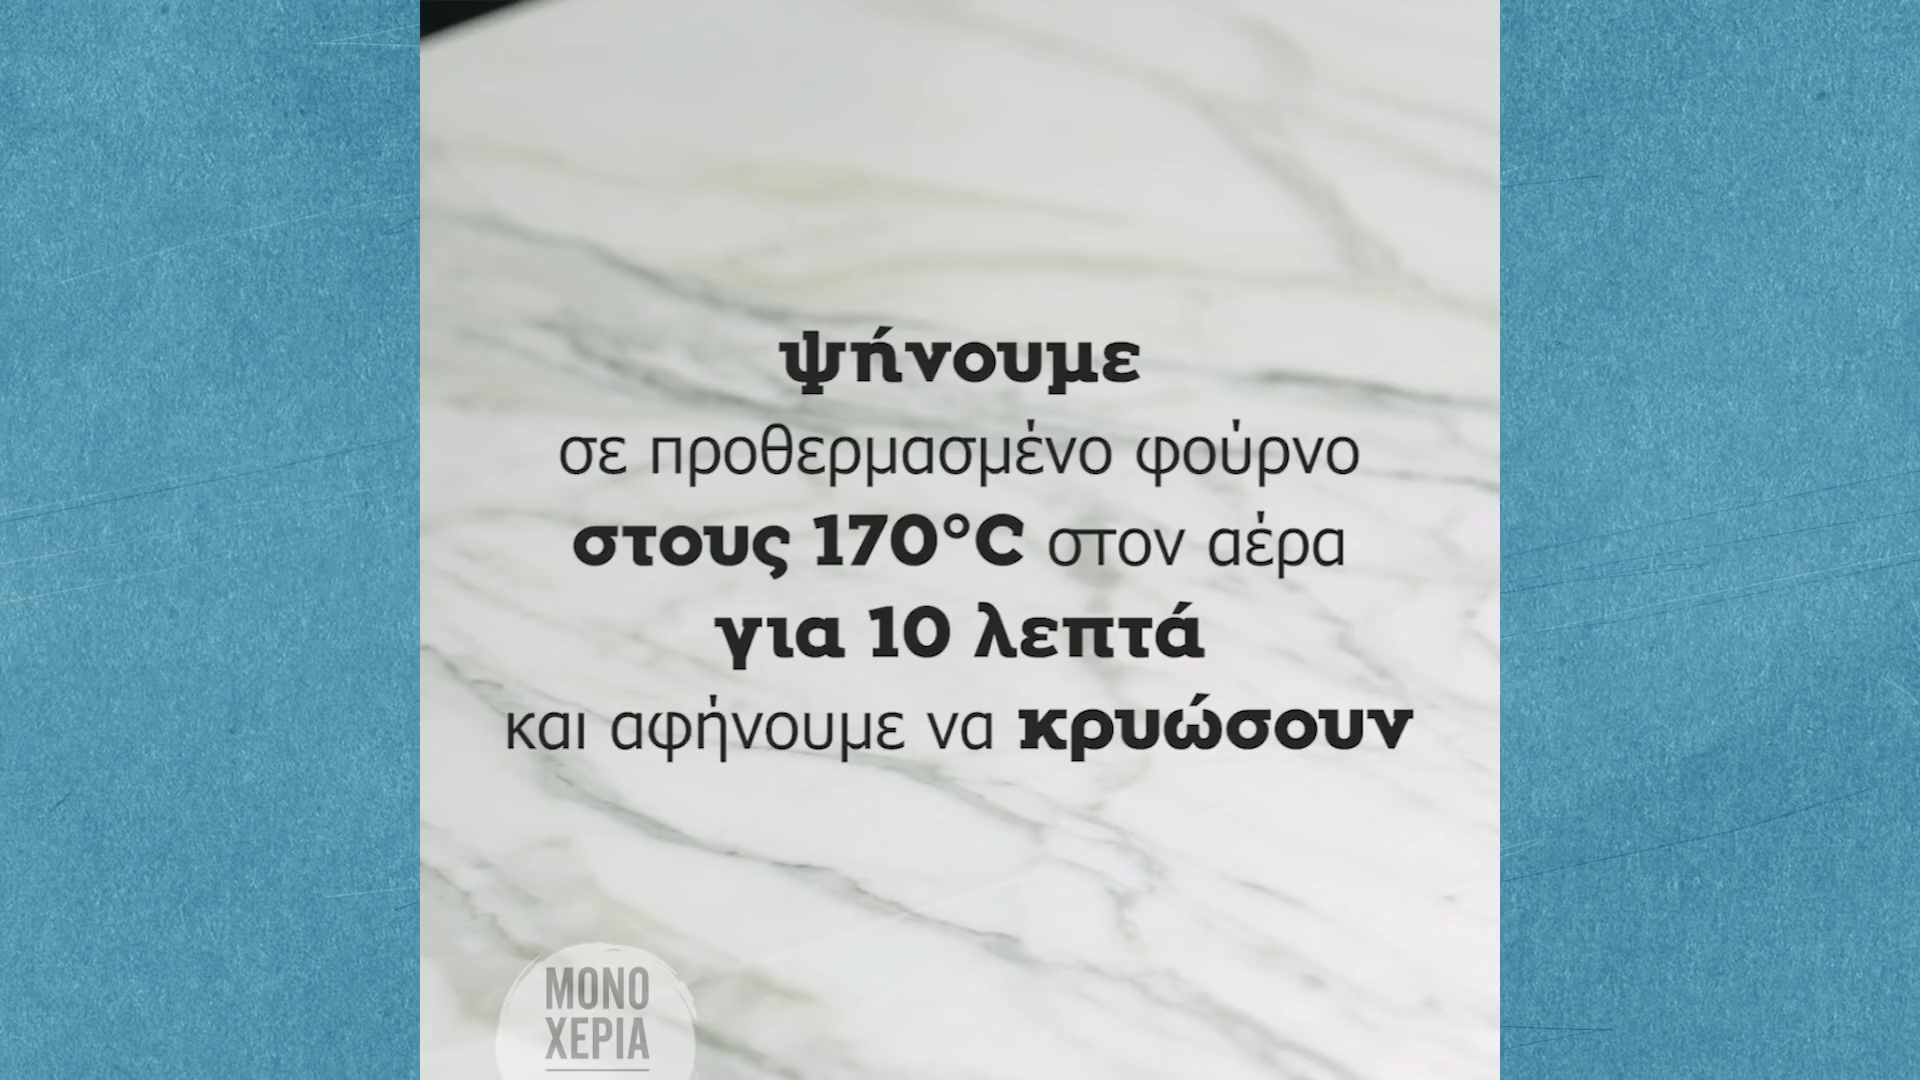 ψήνουμε
σε προθερμασμένο φούρνο
στους 170°C στον αέρα
για 10 λεπτά
και αφήνουμε να κρυώσουν
ΜΟΝΟ
ΧΕΡΙΑ